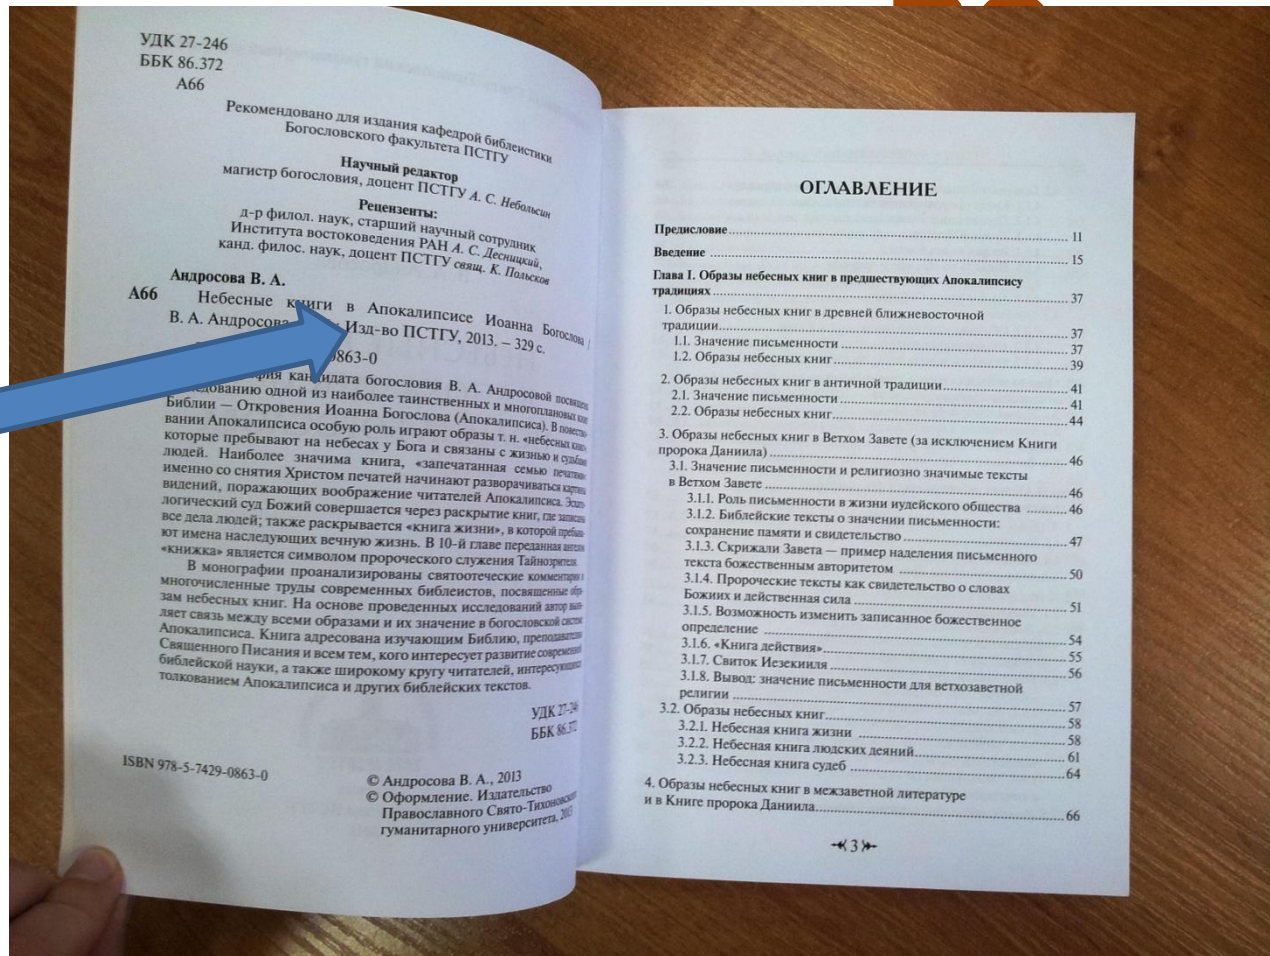 УДК 27-246
ББК 86.372
А66
Рекомендовано для издания кафедрой библеистики
Богословского факультета ПСТГУ
Научный редактор
магистр богословия, доцент ПСТГУ А. С. Небольсин
Рецензенты:
д-р филол. наук, старший научный сотрудник
Института востоковедения РАН А. С. Десницкий,
канд. филос. наук, доцент ПСТГУ свящ. К. Польсков
Андросова В. А.
А66 Небесные книги в Апокалипсисе Иоанна Богослова /
В. А. Андросова Изд-во ПСТГУ, 2013. – 329 с.
0863-0
кандидата богословия В. А. Андросовой
одной из наиболее таинственных и многоплановых
Библии — Откровения Иоанна Богослова (Апокалипсиса). В
вании Апокалипсиса особую роль играют образы т. н. «небесных
которые пребывают на небесах у Бога и связаны с жизнью и судьбами
людей. Наиболее значима книга, «запечатанная семью печатями»
именно со снятия Христом печатей начинают разворачиваться картины
видений, поражающих воображение читателей Апокалипсиса.
логический суд Божий совершается через раскрытие книг, где записаны
все дела людей; также раскрывается «книга жизни», в которой
ют имена наследующих вечную жизнь. В 10-й главе переданная ангелом
«книжка» является символом пророческого служения Тайнозрителя.
В монографии проанализированы святоотеческие комментарии и
многочисленные труды современных библеистов, посвященные
зам небесных книг. На основе проведенных исследований автор
ляет связь между всеми образами и их значение в богословской системе
Апокалипсиса. Книга адресована изучающим Библию, преподавателям
Священного Писания и всем тем, кого интересует развитие современной
библейской науки, а также широкому кругу читателей, интересующихся
толкованием Апокалипсиса и других библейских текстов.
УДК 27-246
ББК 86.372
ISBN 978-5-7429-0863-0
© Андросова В. А., 2013
© Оформление. Издательство
Православного Свято-Тихоновского
гуманитарного университета, 2013
ОГЛАВЛЕНИЕ
Предисловие 11
Введение 15
Глава I. Образы небесных книг в предшествующих Апокалипсису
традициях 37
1. Образы небесных книг в древней ближневосточной
традиции 37
1.1. Значение письменности 37
1.2. Образы небесных книг 39
2. Образы небесных книг в античной традиции 41
2.1. Значение письменности 41
2.2. Образы небесных книг 44
3. Образы небесных книг в Ветхом Завете (за исключением Книги
пророка Даниила) 46
3.1. Значение письменности и религиозно значимые тексты
в Ветхом Завете 46
3.1.1. Роль письменности в жизни иудейского общества 46
3.1.2. Библейские тексты о значении письменности:
сохранение памяти и свидетельство 47
3.1.3. Скрижали Завета — пример наделения письменного
текста божественным авторитетом 50
3.1.4. Пророческие тексты как свидетельство о словах
Божиих и действенная сила 51
3.1.5. Возможность изменить записанное божественное
определение 54
3.1.6. «Книга действия» 55
3.1.7. Свиток Иезекииля 56
3.1.8. Вывод: значение письменности для ветхозаветной
религии 57
3.2. Образы небесных книг 58
3.2.1. Небесная книга жизни 58
3.2.2. Небесная книга людских деяний 61
3.2.3. Небесная книга судеб 64
4. Образы небесных книг в межзаветной литературе
и в Книге пророка Даниила 66
3